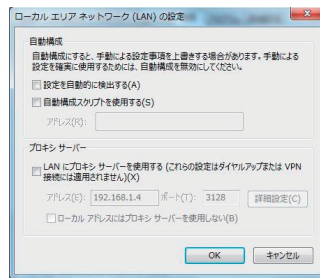 ローカル エリア ネットワーク (LAN) の設定
自動構成
自動構成にすると、手動による設定事項を上書きする場合があります。手動による
設定を確実に使用するためには、自動構成を無効にしてください。
設定を自動的に検出する(A)
自動構成スクリプトを使用する(S)
アドレス(R):
プロキシ サーバー
LAN にプロキシ サーバーを使用する (これらの設定はダイヤルアップまたは VPN
接続には適用されません)(X)
アドレス(E): 192.168.1.4 ポート(T): 3128 詳細設定(C)
ローカル アドレスにはプロキシ サーバーを使用しない(B)
OK キャンセル